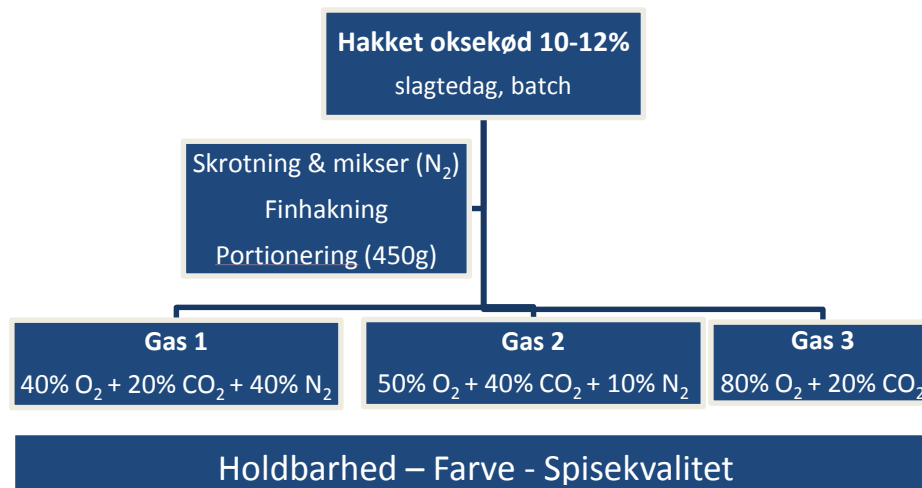 Hakket oksekød 10-12%
slagtedag, batch
Skrotning & mikser (N₂)
Finhakning
Portionering (450g)
Gas 1
40% O₂ + 20% CO₂ + 40% N₂
Gas 2
50% O₂ + 40% CO₂ + 10% N₂
Gas 3
80% O₂ + 20% CO₂
Holdbarhed – Farve - Spisekvalitet